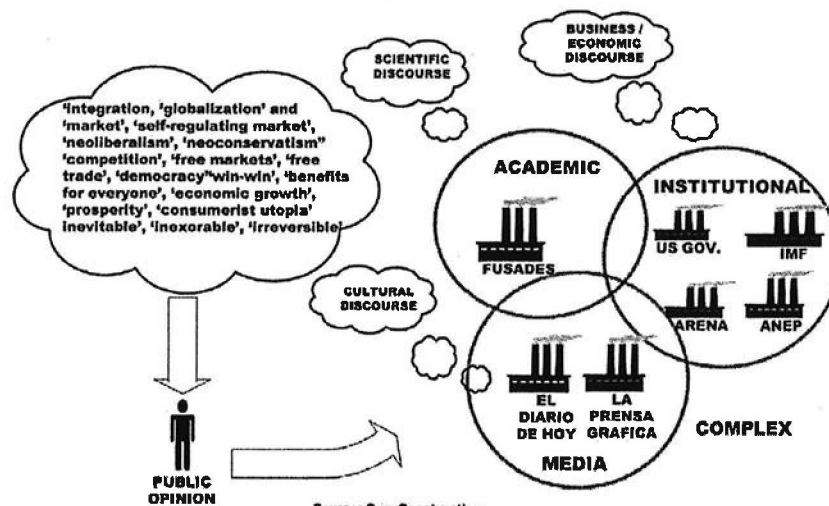 SCIENTIFIC
DISCOURSE
BUSINESS /
ECONOMIC
DISCOURSE
'integration, 'globalization' and
'market', 'self-regulating market',
'neoliberalism', 'neoconservatism"
'competition', 'free markets', 'free
trade', 'democracy"win-win', 'benefits
for everyone', 'economic growth',
'prosperity', 'consumerist utopia'
inevitable', 'inexorable', 'irreversible'
ACADEMIC
FUSADES
INSTITUTIONAL
US GOV.
IMF
ARENA
ANEP
CULTURAL
DISCOURSE
EL
DIARIO
DE HOY
LA
PRENSA
GRAFICA
MEDIA
COMPLEX
PUBLIC
OPINION